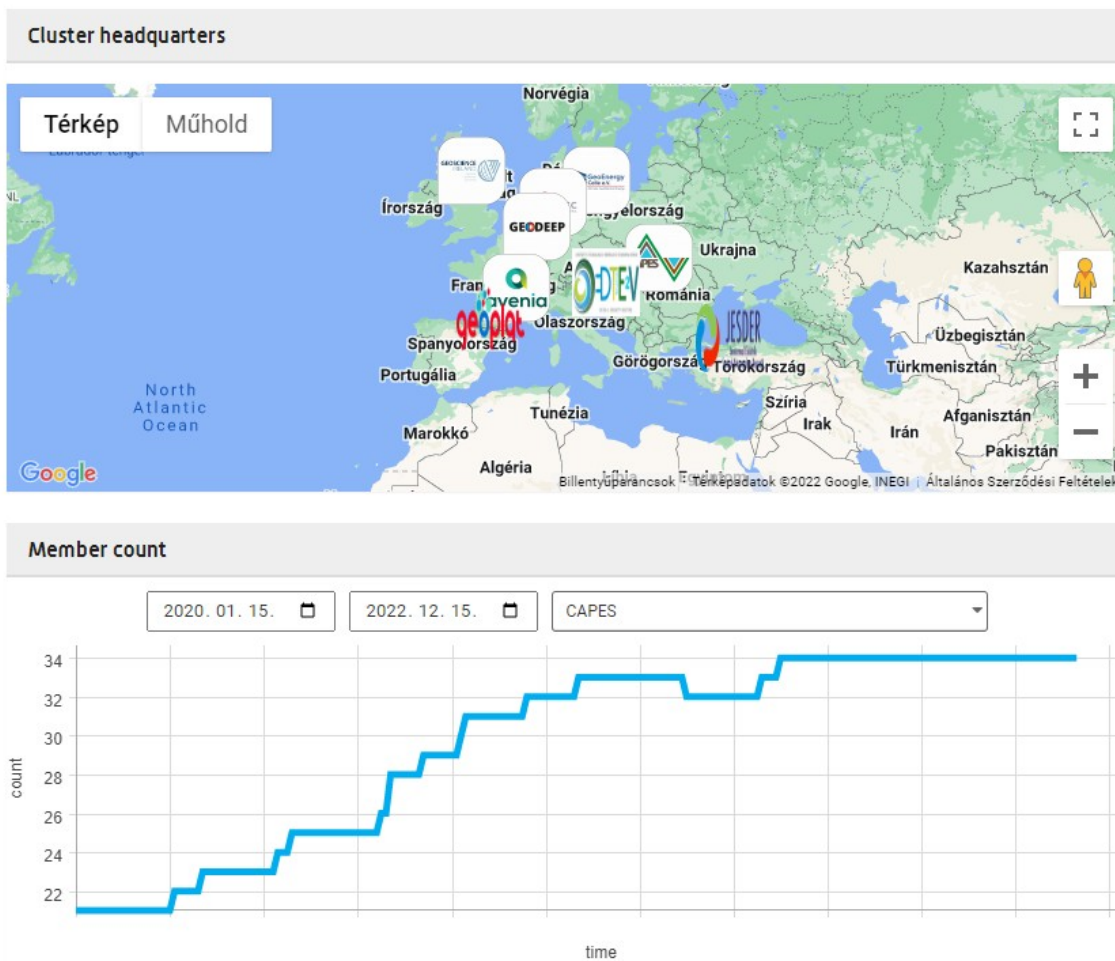 Cluster headquarters
Térkép Műhold
Norvégia
GEOSCIENCE
GeoEnergy
Írország
GEODEEP
Ukrajna
Kazahsztán
avenia
Románia
geoplat
Olaszország
JESDER
Spanyolország
Üzbegisztán
Görögország
Törökország
Türkmenisztán
Portugália
North
Atlantic
Ocean
Szíria
Afganisztán
Tunézia
Irak
Irán
Marokkó
Pakisztán
Google
Algéria
Billentyűparancsok Térképadatok ©2022 Google, INEGI Általános Szerződési Feltételek
Member count
2020. 01. 15. 2022. 12. 15. CAPES
34
32
30
28
26
24
22
count
time